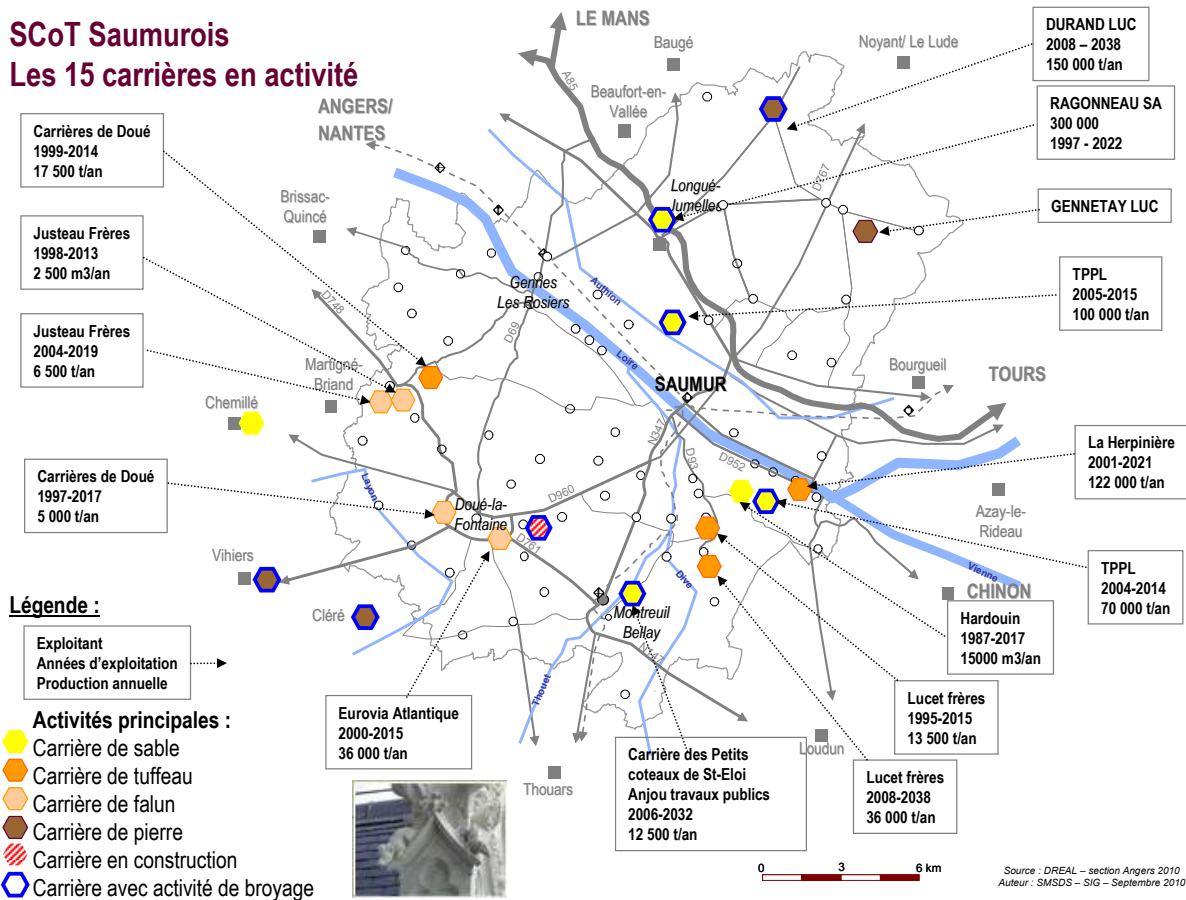 SCoT Saumurois
Les 15 carrières en activité
LE MANS
Baugé
Noyant/ Le Lude
A85
Beaufort-en-
Vallée
ANGERS/
NANTES
DURAND LUC
2008 – 2038
150 000 t/an
RAGONNEAU SA
300 000
1997 - 2022
GENNETAY LUC
TPPL
2005-2015
100 000 t/an
Carrières de Doué
1999-2014
17 500 t/an
Justeau Frères
1998-2013
2 500 m3/an
Justeau Frères
2004-2019
6 500 t/an
Carrières de Doué
1997-2017
5 000 t/an
Brissac-
Quincé
Longué-
Jumelles
D767
Gennes
Les Rosiers
Authion
D748
D69
Loire
Martigné-
Briand
Chemillé
SAUMUR
Bourgueil
TOURS
N347
D93
D952
La Herpinière
2001-2021
122 000 t/an
Layon
Doué-la-
Fontaine
D960
D761
Azay-le-
Rideau
Vihiers
Cléré
Dive
Vienne
CHINON
TPPL
2004-2014
70 000 t/an
Montreuil
Bellay
N147
Thouet
Hardouin
1987-2017
15000 m3/an
Lucet frères
1995-2015
13 500 t/an
Loudun
Lucet frères
2008-2038
36 000 t/an
Eurovia Atlantique
2000-2015
36 000 t/an
Thouars
Carrière des Petits
coteaux de St-Eloi
Anjou travaux publics
2006-2032
12 500 t/an
Légende :
Exploitant
Années d'exploitation
Production annuelle
Activités principales :
Carrière de sable
Carrière de tuffeau
Carrière de falun
Carrière de pierre
Carrière en construction
Carrière avec activité de broyage
0 3 6 km
Source : DREAL – section Angers 2010
Auteur : SMSDS – SIG – Septembre 2010